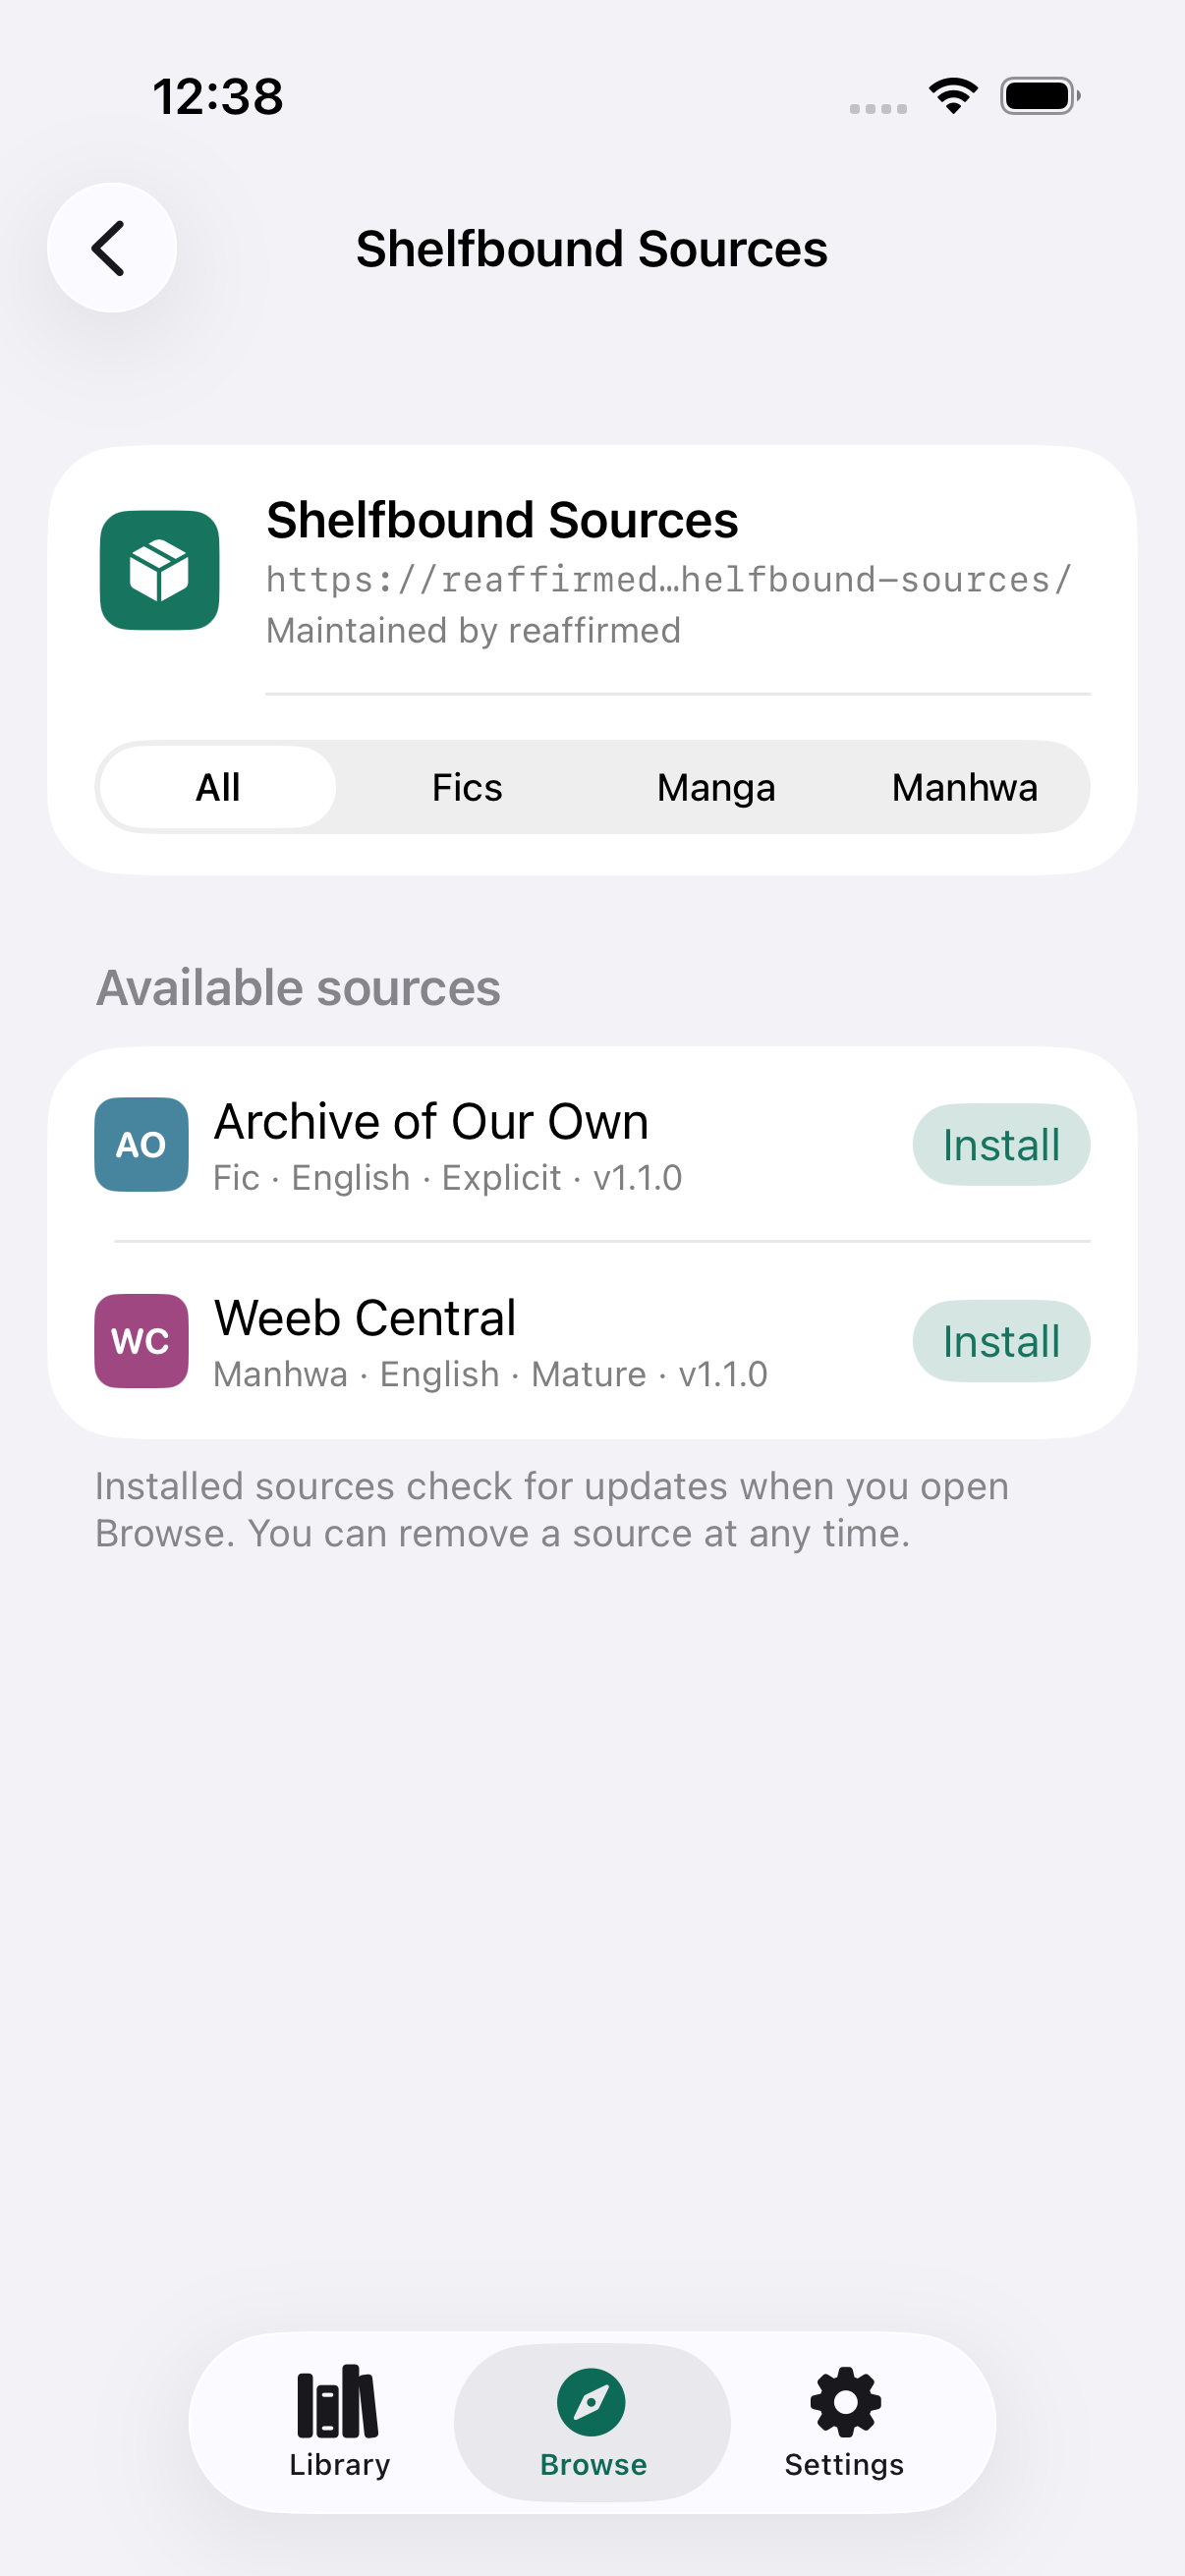 12:38
Shelfbound Sources
Shelfbound Sources
https://reaffirmed…helfbound-sources/
Maintained by reaffirmed
All
Fics
Manga
Manhwa
Available sources
AO
Archive of Our Own
Fic · English · Explicit · v1.1.0
Install
WC
Weeb Central
Manhwa · English · Mature · v1.1.0
Install
Installed sources check for updates when you open
Browse. You can remove a source at any time.
Library
Browse
Settings